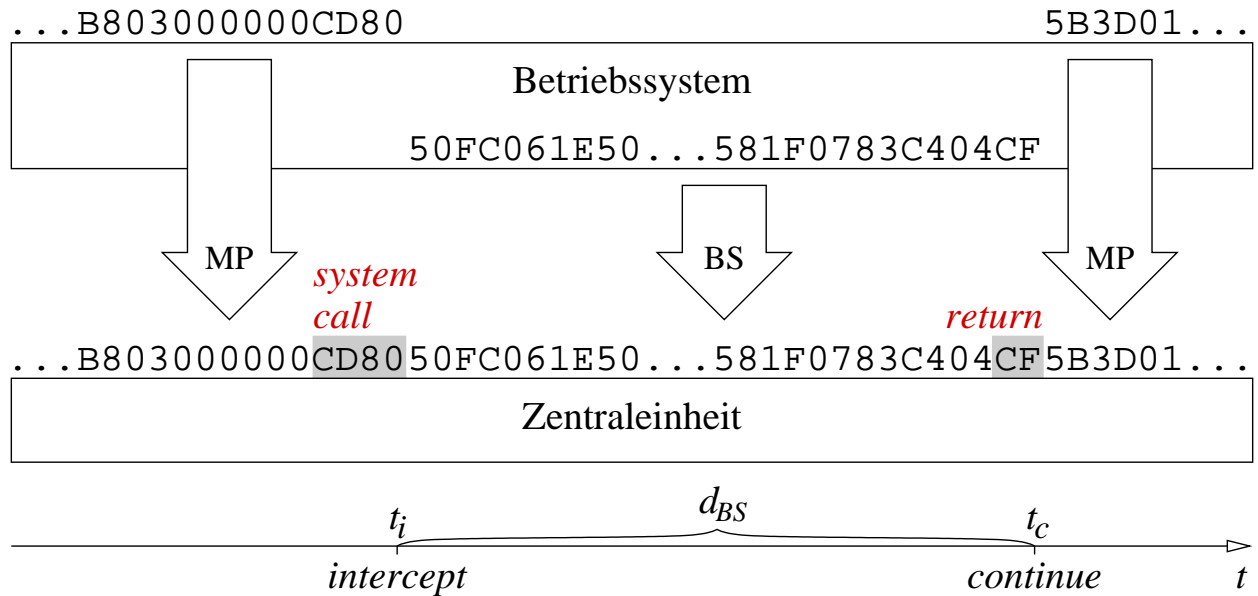 ...B803000000CD80 5B3D01...
Betriebssystem
50FC061E50...581F0783C404CF
MP BS MP
system
call return
...B803000000CD8050FC061E50...581F0783C404CF5B3D01...
Zentraleinheit
d_BS
t_i t_c
intercept continue t